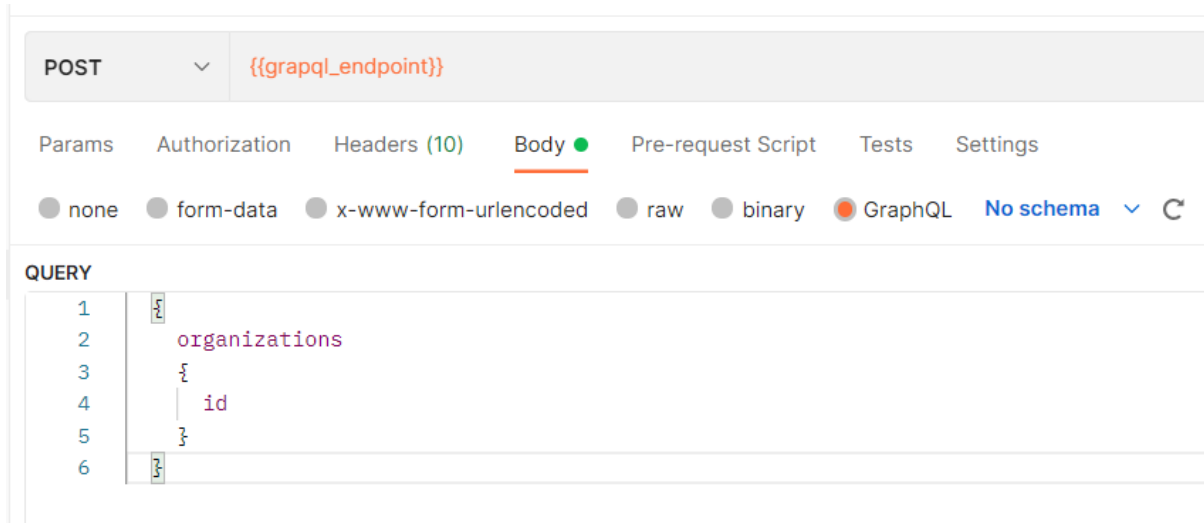 POST {{grapql_endpoint}}
Params Authorization Headers (10) Body Pre-request Script Tests Settings
none form-data x-www-form-urlencoded raw binary GraphQL No schema
QUERY
1 {
2 organizations
3 {
4 id
5 }
6 }